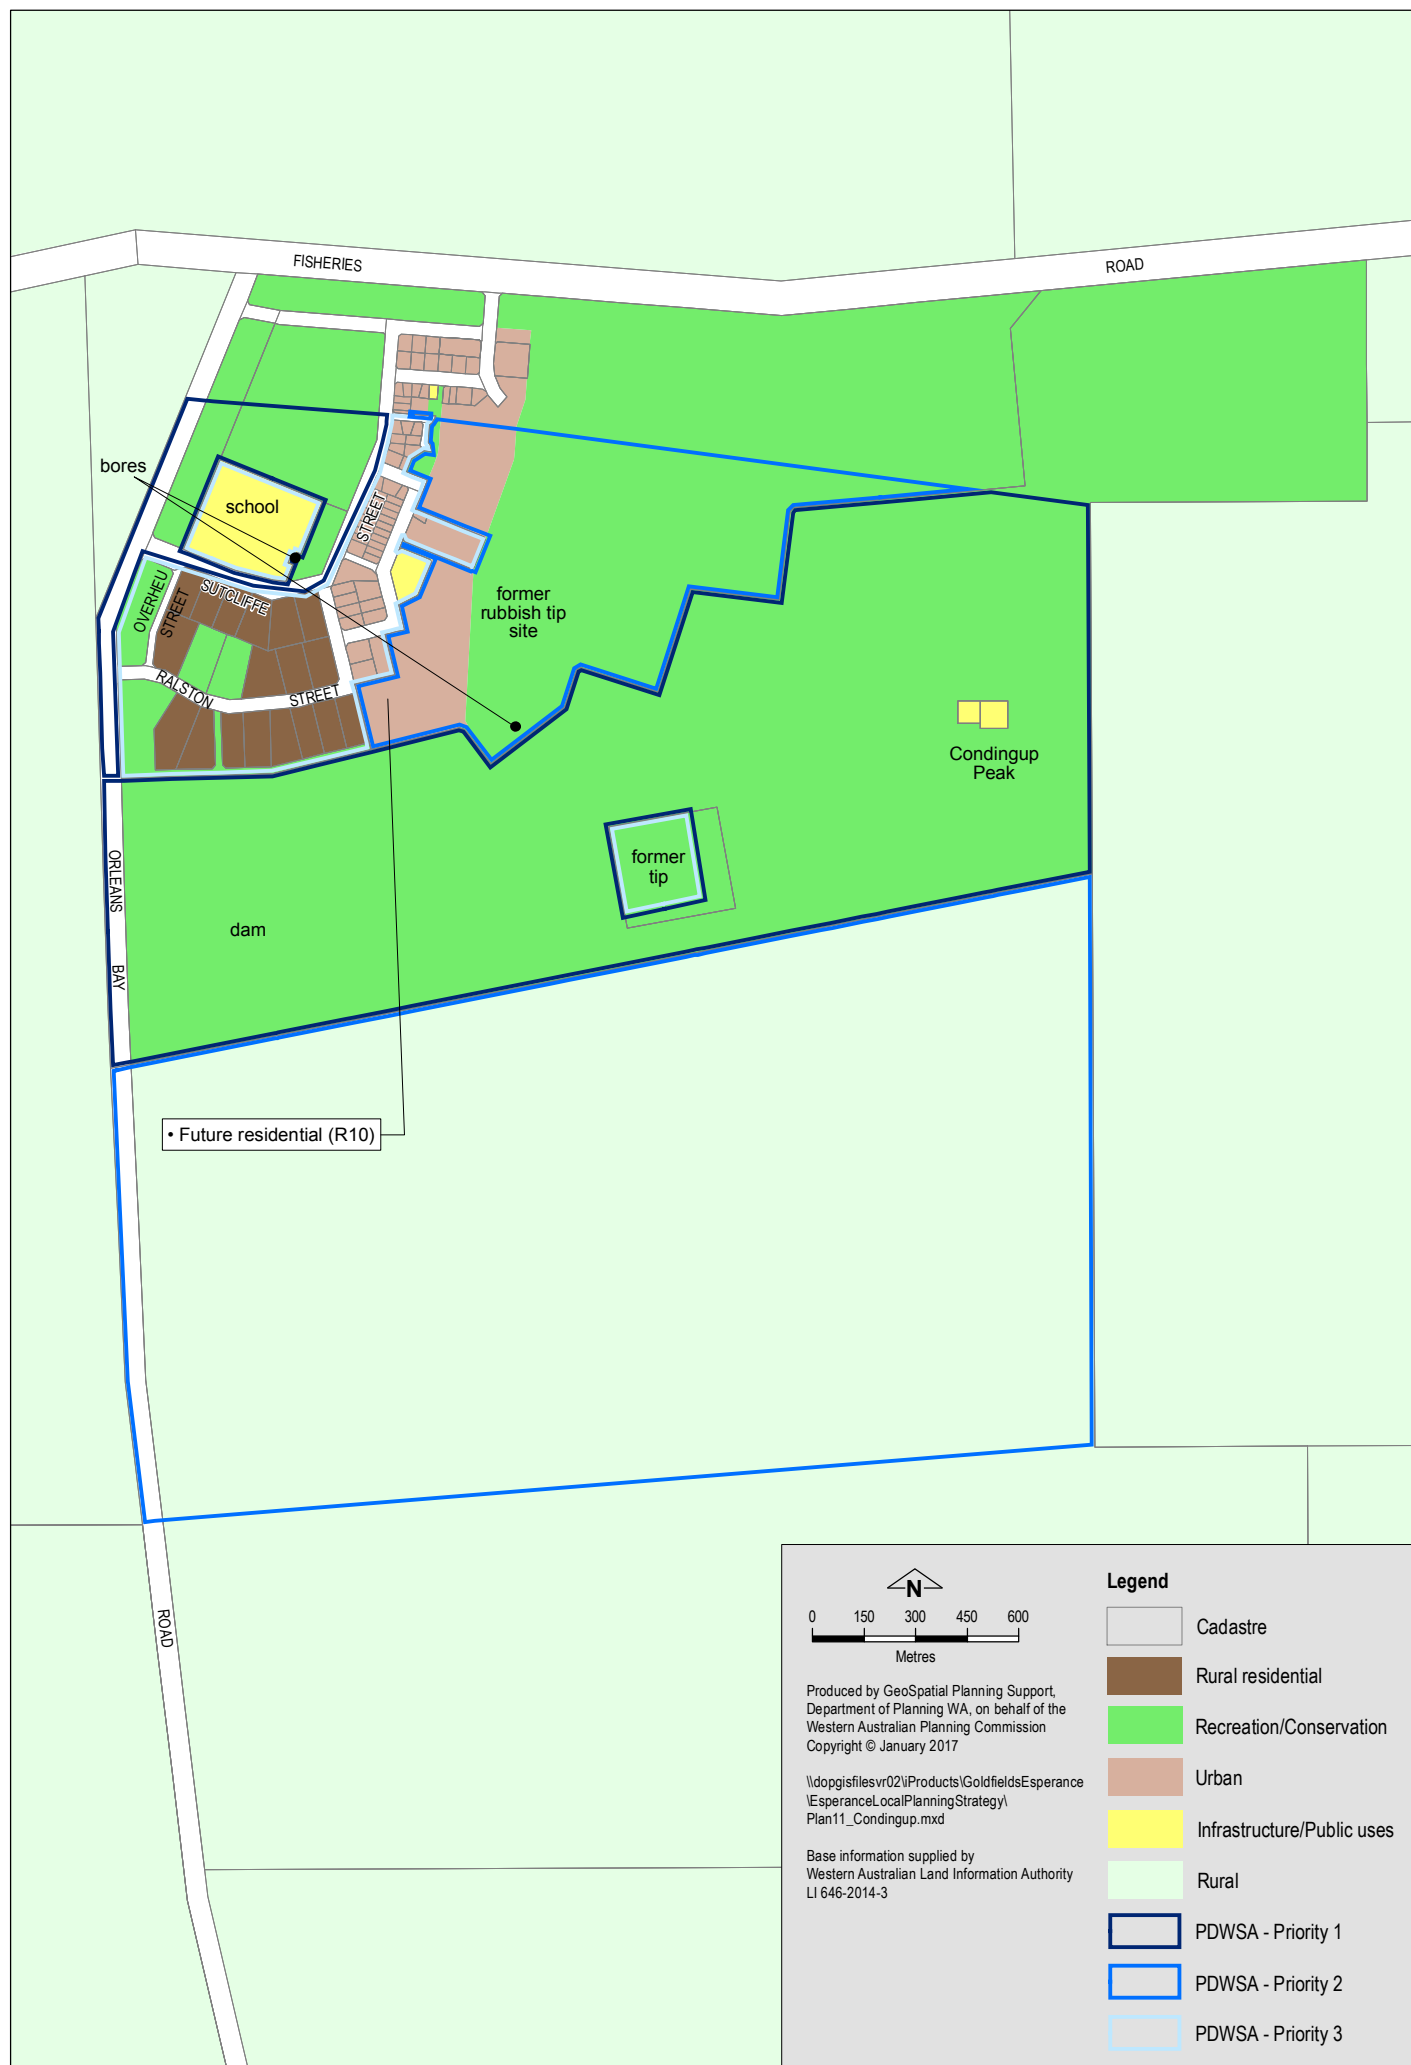 FISHERIES
ROAD
bores
school
STREET
OVERHEU
STREET
SUTCLIFFE
former
rubbish tip
site
RALSTON
STREET
Condingup
Peak
ORLEANS
former
tip
dam
BAY
• Future residential (R10)
ROAD
N
0 150 300 450 600
Metres
Produced by GeoSpatial Planning Support,
Department of Planning WA, on behalf of the
Western Australian Planning Commission
Copyright © January 2017
\\dopgisfilesvr02\iProducts\GoldfieldsEsperance
\EsperanceLocalPlanningStrategy\
Plan11_Condingup.mxd
Base information supplied by
Western Australian Land Information Authority
LI 646-2014-3
Legend
Cadastre
Rural residential
Recreation/Conservation
Urban
Infrastructure/Public uses
Rural
PDWSA - Priority 1
PDWSA - Priority 2
PDWSA - Priority 3